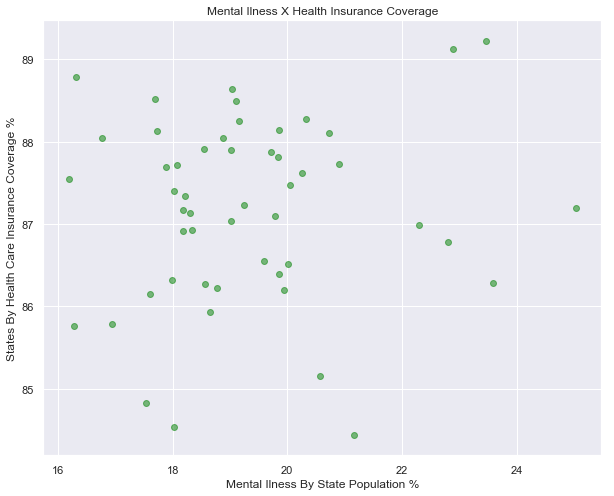 Mental Ilness X Health Insurance Coverage
States By Health Care Insurance Coverage %
89
88
87
86
85
16 18 20 22 24
Mental Ilness By State Population %